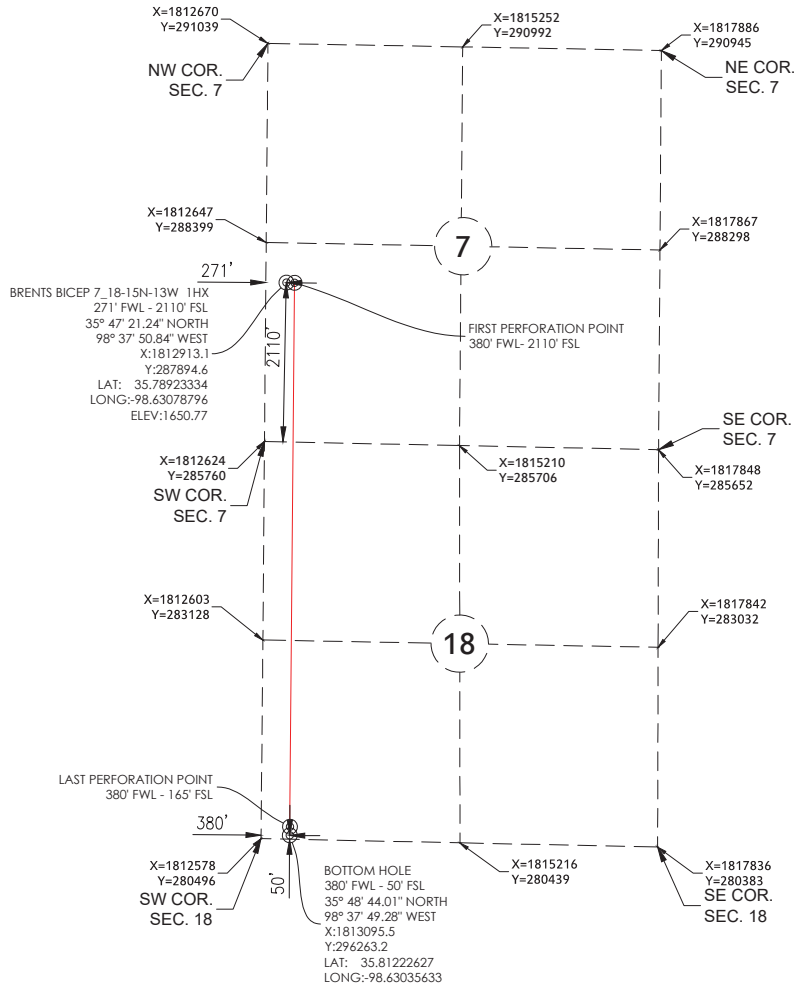 X=1812670
Y=291039
X=1815252
Y=290992
X=1817886
Y=290945
NW COR.
SEC. 7
NE COR.
SEC. 7
X=1812647
Y=288399
7
X=1817867
Y=288298
271'
BRENTS BICEP 7_18-15N-13W 1HX
271' FWL - 2110' FSL
35° 47' 21.24" NORTH
98° 37' 50.84" WEST
X:1812913.1
Y:287894.6
LAT: 35.78923334
LONG:-98.63078796
ELEV:1650.77
2110'
FIRST PERFORATION POINT
380' FWL- 2110' FSL
SE COR.
SEC. 7
X=1812624
Y=285760
SW COR.
SEC. 7
X=1815210
Y=285706
X=1817848
Y=285652
X=1812603
Y=283128
18
X=1817842
Y=283032
LAST PERFORATION POINT
380' FWL - 165' FSL
380'
X=1812578
Y=280496
SW COR.
SEC. 18
50'
BOTTOM HOLE
380' FWL - 50' FSL
35° 48' 44.01" NORTH
98° 37' 49.28" WEST
X:1813095.5
Y:296263.2
LAT: 35.81222627
LONG:-98.63035633
X=1815216
Y=280439
X=1817836
Y=280383
SE COR.
SEC. 18